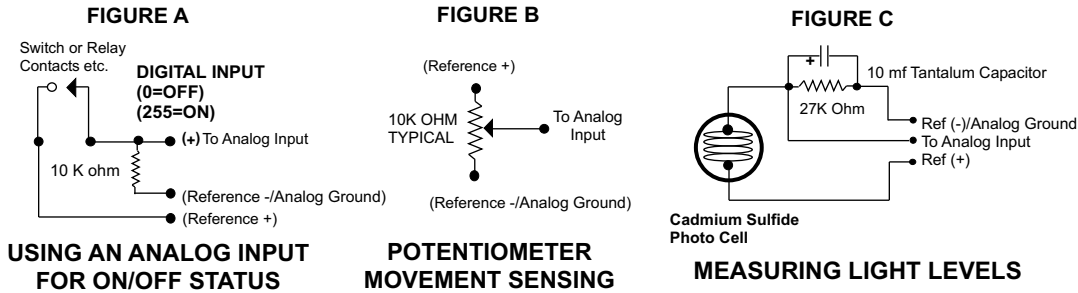 FIGURE A
Switch or Relay
Contacts etc.
DIGITAL INPUT
(0=OFF)
(255=ON)
(+) To Analog Input
10 K ohm
(Reference -/Analog Ground)
(Reference +)
USING AN ANALOG INPUT
FOR ON/OFF STATUS
FIGURE B
(Reference +)
10K OHM
TYPICAL
To Analog
Input
(Reference -/Analog Ground)
POTENTIOMETER
MOVEMENT SENSING
FIGURE C
+
10 mf Tantalum Capacitor
27K Ohm
Ref (-)/Analog Ground
To Analog Input
Ref (+)
Cadmium Sulfide
Photo Cell
MEASURING LIGHT LEVELS